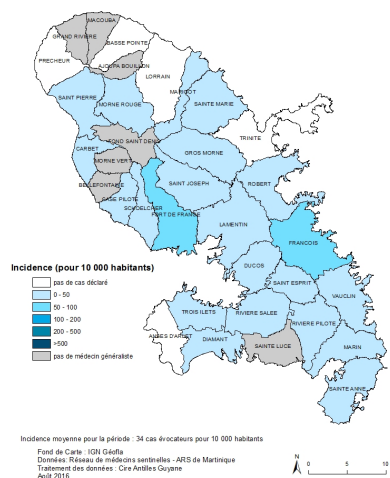 MACOUBA
GRAND RIVIERE
BASSE POINTE
PRECHEUR
AJOUPA BOUILLON
LORRAIN
MARIGOT
SAINT PIERRE
MORNE ROUGE
SAINTE MARIE
TRINITE
FOND SAINT DENIS
CARBET
GROS MORNE
MORNE VERT
BELLEFONTAINE
SAINT JOSEPH
ROBERT
CASE PILOTE
SCHOELCHER
FORT DE FRANCE
LAMENTIN
FRANCOIS
DUCOS
SAINT ESPRIT
VAUCLIN
TROIS ILETS
RIVIERE SALEE
RIVIERE PILOTE
ANSES D'ARLET
DIAMANT
SAINTE LUCE
MARIN
SAINTE ANNE
Incidence (pour 10 000 habitants)
pas de cas déclaré
0 - 50
50 - 100
100 - 200
200 - 500
>500
pas de médecin généraliste
Incidence moyenne pour la période : 34 cas évocateurs pour 10 000 habitants
Fond de Carte : IGN Géofla
Données: Réseau de médecins sentinelles - ARS de Martinique
Traitement des données : Cire Antilles Guyane
Août 2016
N
0 5 10